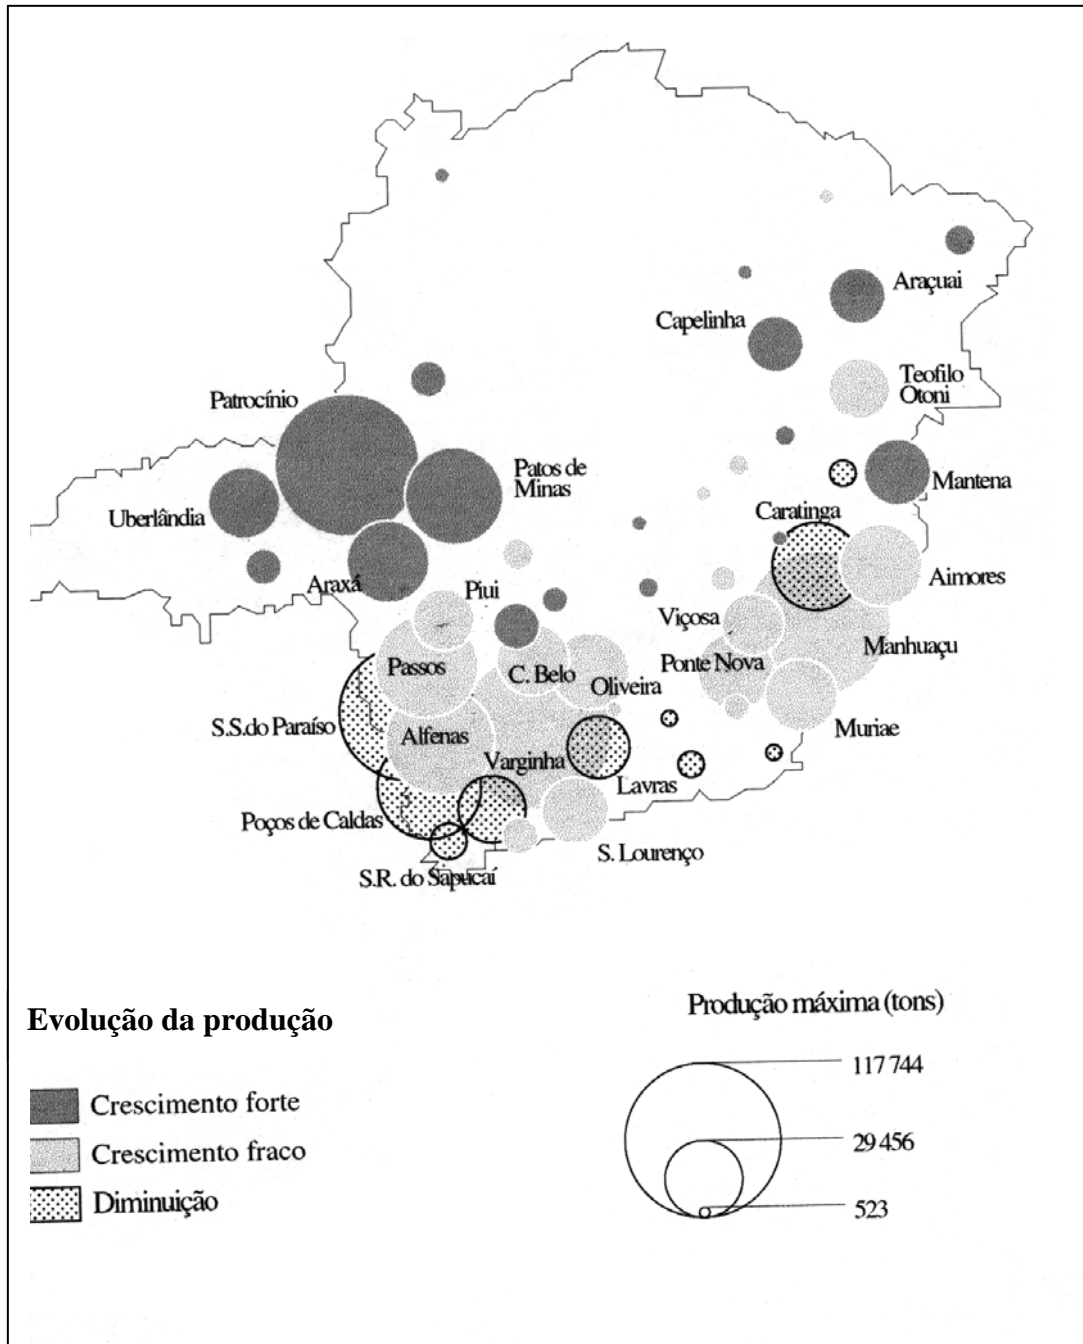 Araçuai
Capelinha
Teofilo
Otoni
Patrocínio
Patos de
Minas
Mantena
Uberlândia
Caratinga
Araxá
Piui
Aimores
Viçosa
Passos
C. Belo
Ponte Nova
Manhuaçu
Oliveira
S.S.do Paraíso
Alfenas
Muriae
Varginha
Lavras
Poços de Caldas
S. Lourenço
S.R. do Sapucaí
Evolução da produção
Crescimento forte
Crescimento fraco
Diminuição
Produção máxima (tons)
117 744
29 456
523